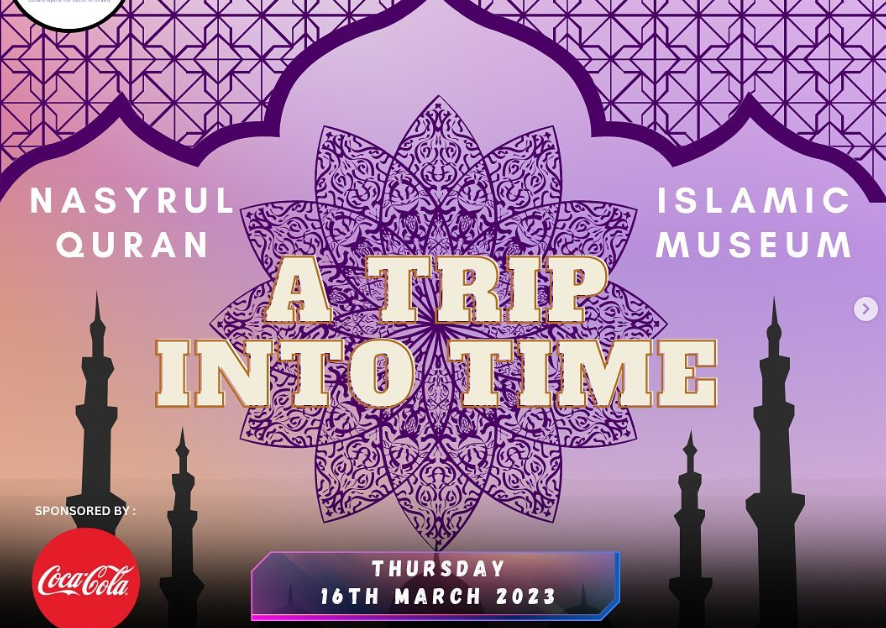 NASYRUL
QURAN
ISLAMIC
MUSEUM
A TRIP
INTO TIME
SPONSORED BY :
Coca-Cola
THURSDAY
16TH MARCH 2023